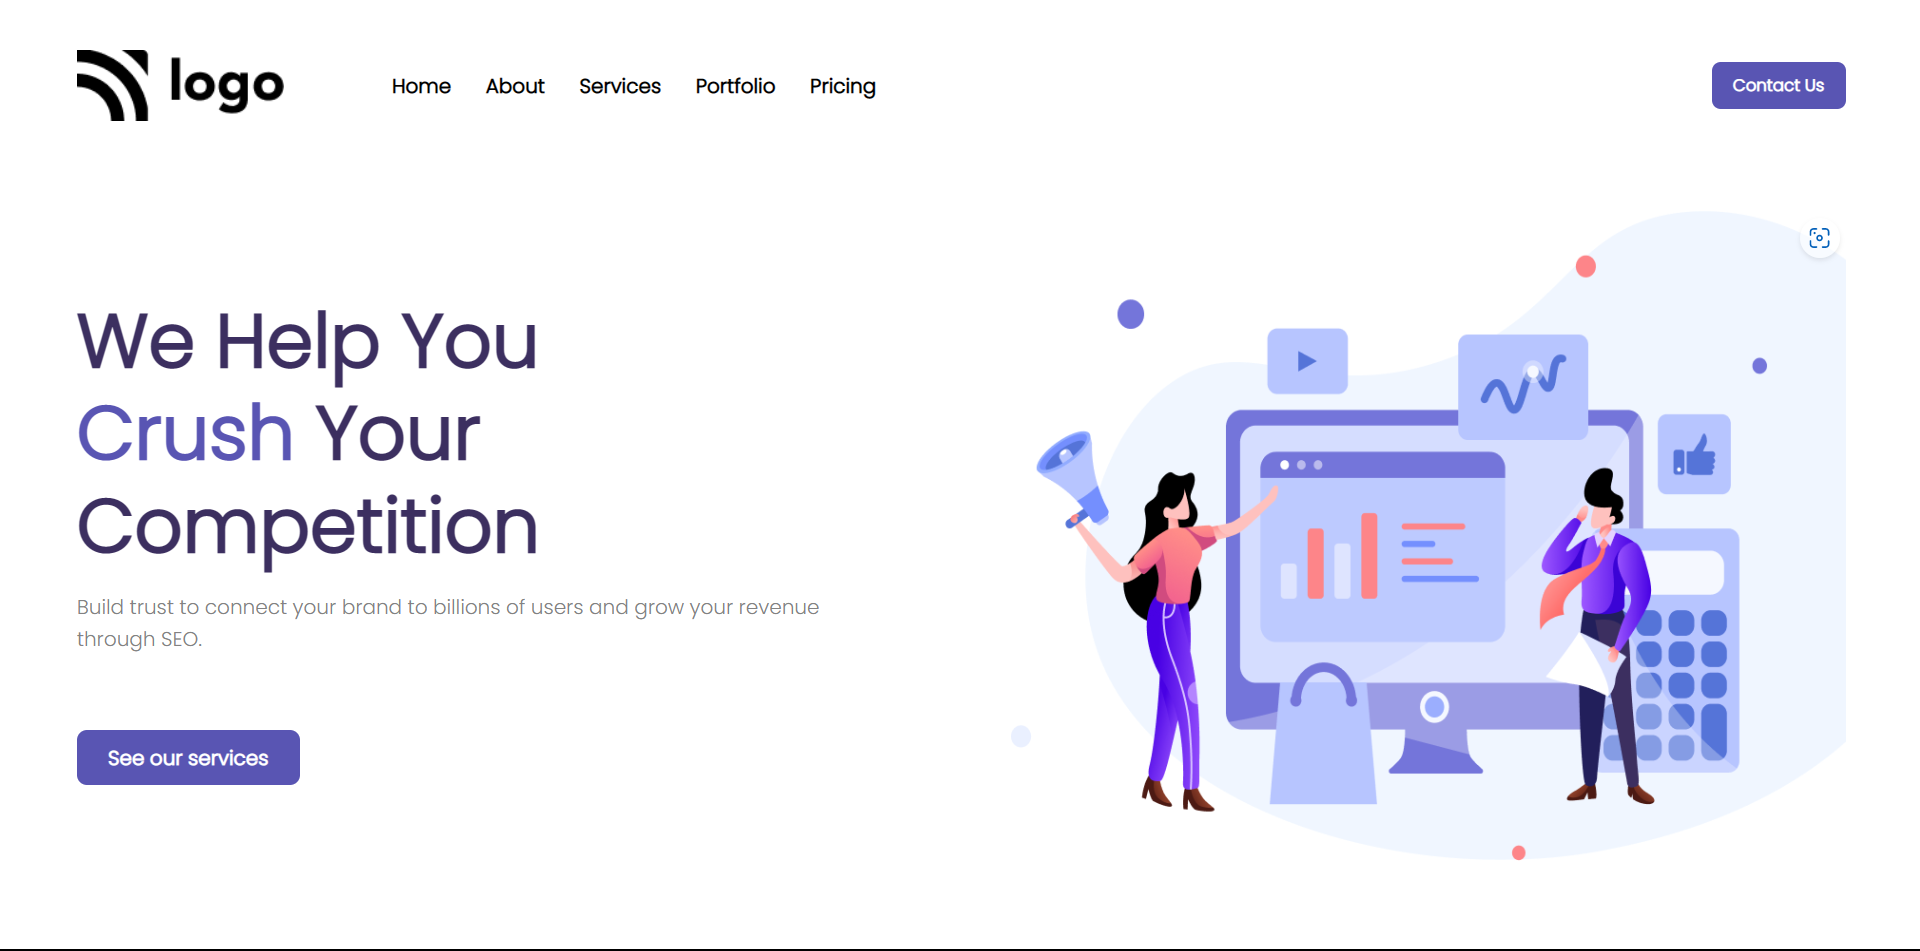 logo
Home About Services Portfolio Pricing
Contact Us
We Help You
Crush Your
Competition
Build trust to connect your brand to billions of users and grow your revenue
through SEO.
See our services